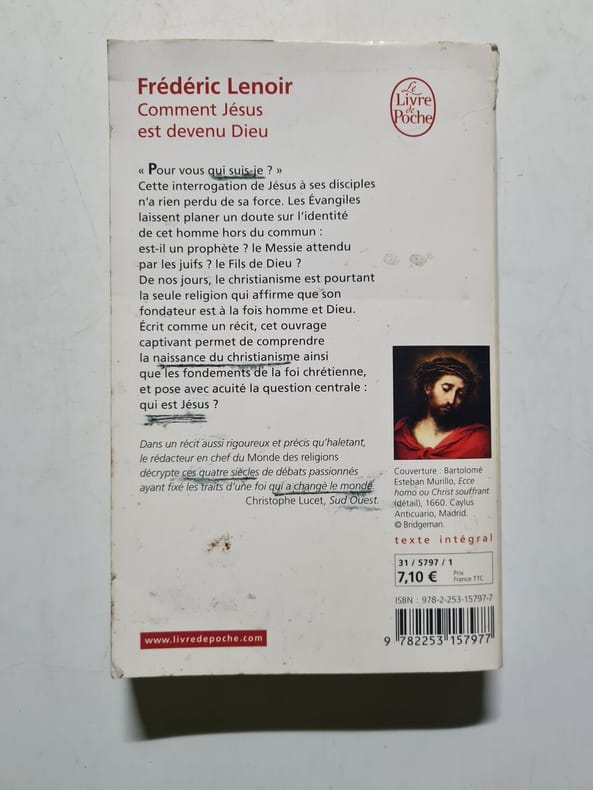 Frédéric Lenoir
Comment Jésus
est devenu Dieu
Le
Livre
de
Poche
« Pour vous qui suis-je ? »
Cette interrogation de Jésus à ses disciples
n'a rien perdu de sa force. Les Évangiles
laissent planer un doute sur l'identité
de cet homme hors du commun :
est-il un prophète ? le Messie attendu
par les juifs ? le Fils de Dieu ?
De nos jours, le christianisme est pourtant
la seule religion qui affirme que son
fondateur est à la fois homme et Dieu.
Écrit comme un récit, cet ouvrage
captivant permet de comprendre
la naissance du christianisme ainsi
que les fondements de la foi chrétienne,
et pose avec acuité la question centrale :
qui est Jésus ?
Dans un récit aussi rigoureux et précis qu'haletant,
le rédacteur en chef du Monde des religions
décrypte ces quatre siècles de débats passionnés
ayant fixé les traits d'une foi qui a changé le monde.
Christophe Lucet, Sud Ouest.
Couverture : Bartolomé
Esteban Murillo, Ecce
homo ou Christ souffrant
(détail), 1660. Caylus
Anticuario, Madrid.
© Bridgeman.
texte intégral
31 / 5797 / 1
7,10 €
Prix
France TTC
ISBN : 978-2-253-15797-7
9 782253 157977
www.livredepoche.com